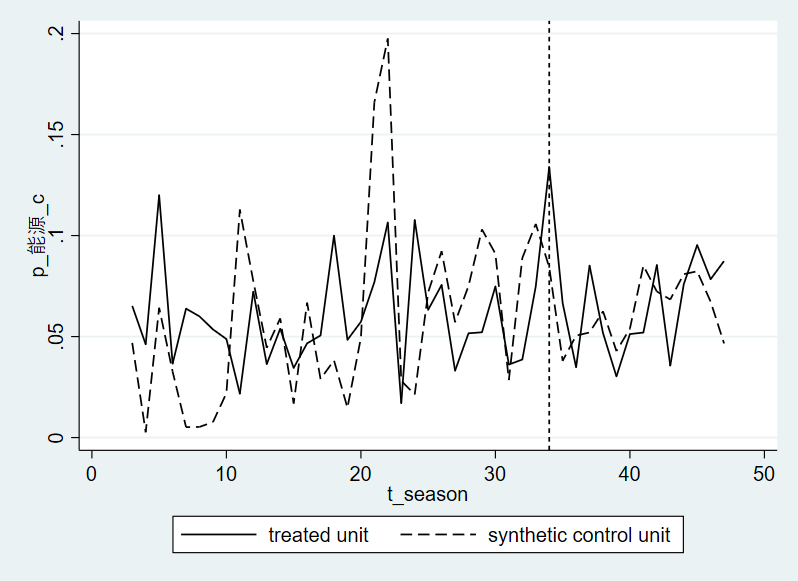 .2
.15
.1
.05
0
p_能源_c
0 10 20 30 40 50
t_season
treated unit synthetic control unit